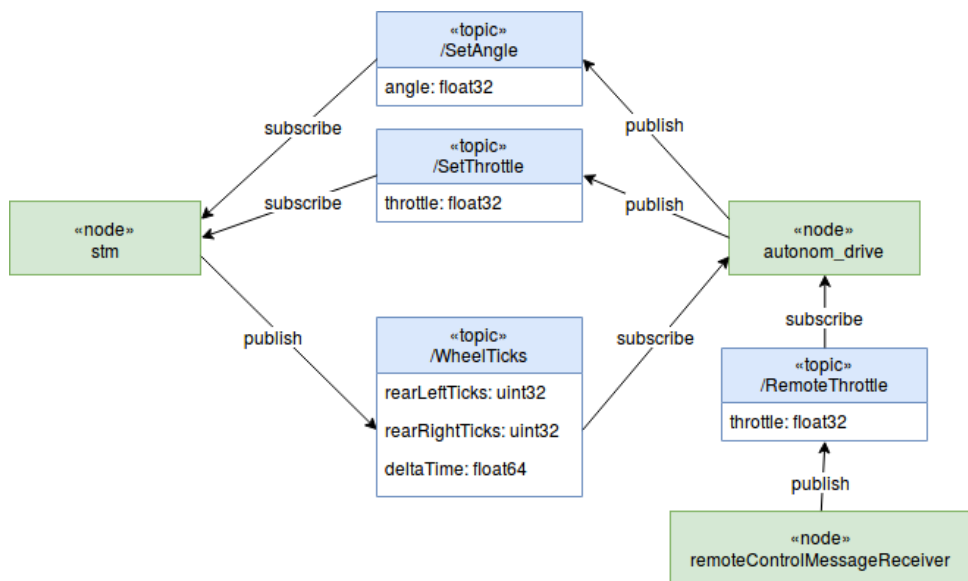 «topic»
/SetAngle
angle: float32
subscribe
publish
«topic»
/SetThrottle
throttle: float32
subscribe
publish
«node»
stm
«node»
autonom_drive
publish
«topic»
/WheelTicks
rearLeftTicks: uint32
rearRightTicks: uint32
deltaTime: float64
subscribe
subscribe
«topic»
/RemoteThrottle
throttle: float32
publish
«node»
remoteControlMessageReceiver